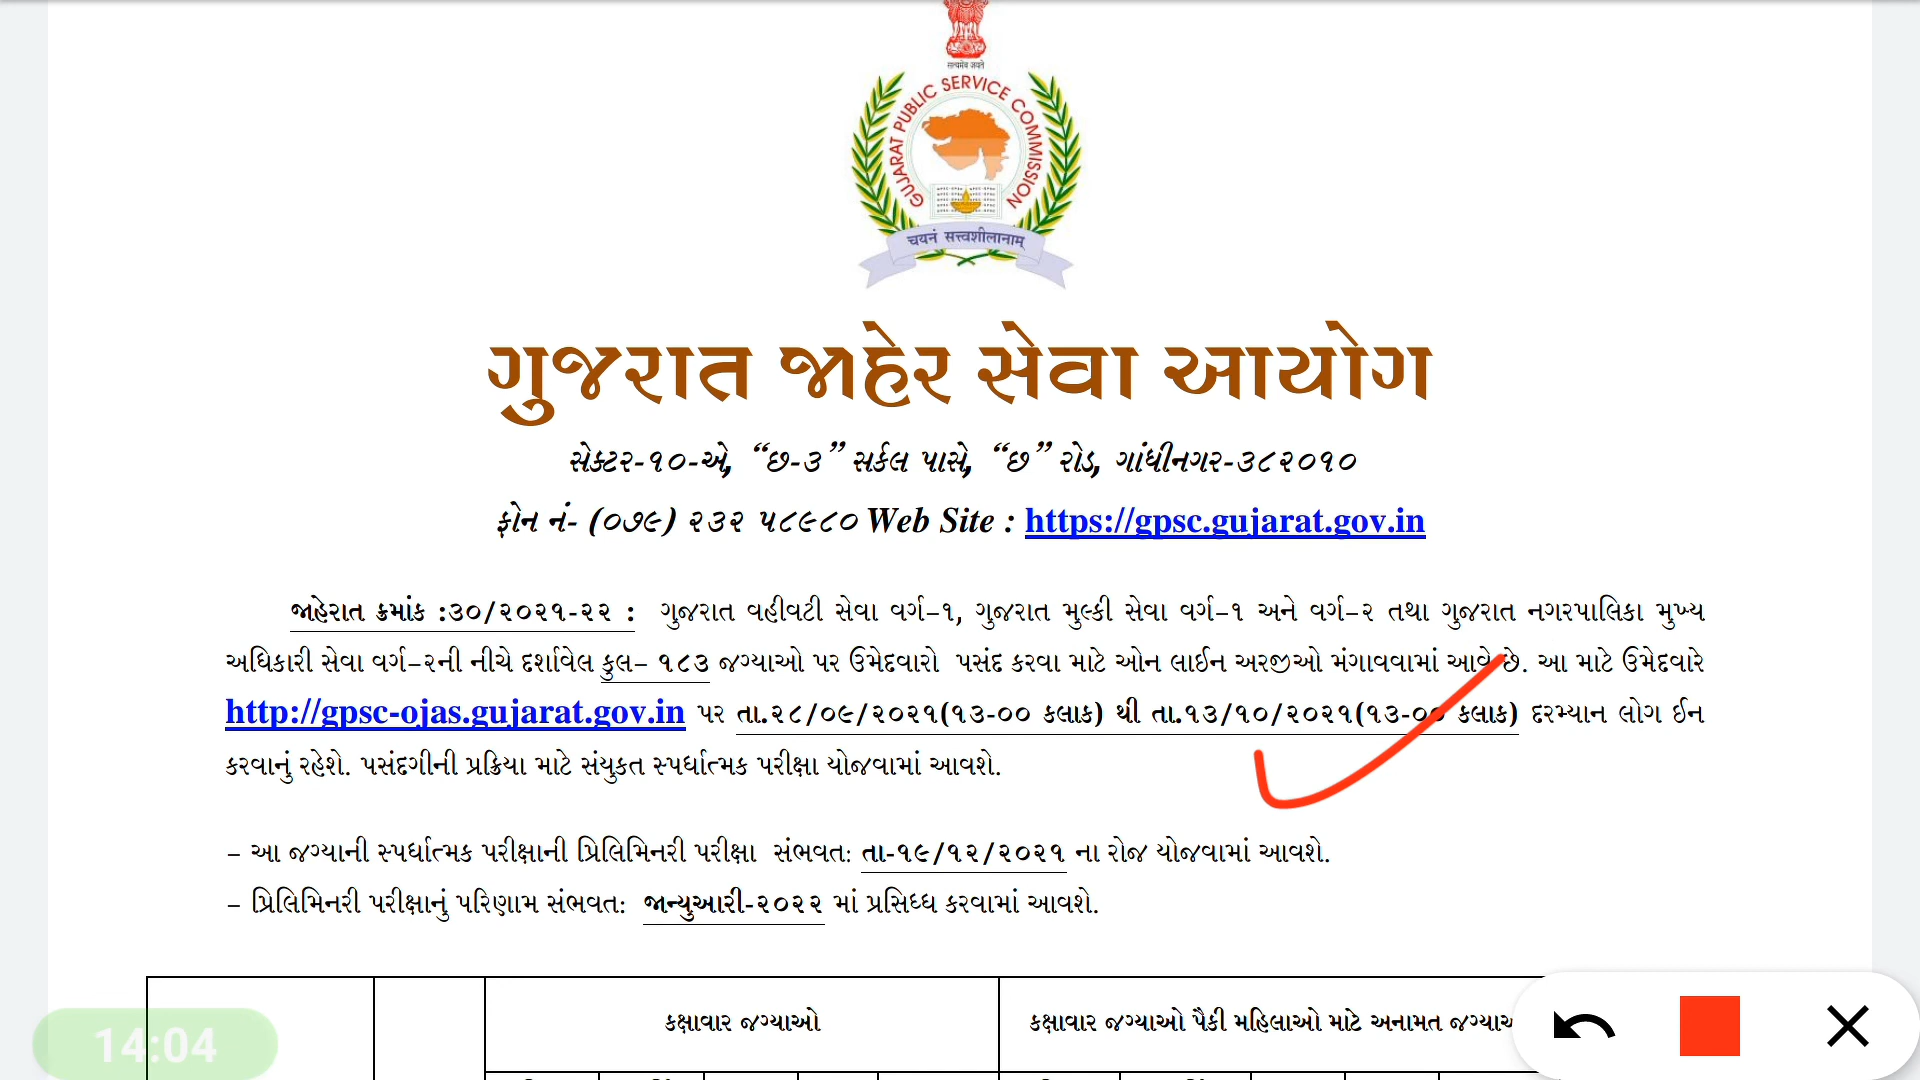 सत्यमेव जयते
GUJARAT PUBLIC SERVICE COMMISSION
चयनं सत्त्वशीलानाम्
ગુજરાત જાહેર સેવા આયોગ
સેક્ટર-૧૦-એ, “છ-૩” સર્કલ પાસે, “છ” રોડ, ગાંધીનગર-૩૮૨૦૧૦
ફોન નં- (૦૭૯) ૨૩૨ ૫૮૯૮૦ Web Site : https://gpsc.gujarat.gov.in
જાહેરાત ક્રમાંક :૩૦/૨૦૨૧-૨૨ : ગુજરાત વહીવટી સેવા વર્ગ–૧, ગુજરાત મુલ્કી સેવા વર્ગ–૧ અને વર્ગ–૨ તથા ગુજરાત નગરપાલિકા મુખ્ય
અધિકારી સેવા વર્ગ–૨ની નીચે દર્શાવેલ કુલ– ૧૮૩ જગ્યાઓ પર ઉમેદવારો પસંદ કરવા માટે ઓન લાઈન અરજીઓ મંગાવવામાં આવે છે. આ માટે ઉમેદવારે
http://gpsc-ojas.gujarat.gov.in પર તા.૨૮/૦૯/૨૦૨૧(૧૩-૦૦ કલાક) થી તા.૧૩/૧૦/૨૦૨૧(૧૩-૦૦ કલાક) દરમ્યાન લોગ ઈન
કરવાનું રહેશે. પસંદગીની પ્રક્રિયા માટે સંયુકત સ્પર્ધાત્મક પરીક્ષા યોજવામાં આવશે.
– આ જગ્યાની સ્પર્ધાત્મક પરીક્ષાની પ્રિલિમિનરી પરીક્ષા સંભવત: તા-૧૯/૧૨/૨૦૨૧ ના રોજ યોજવામાં આવશે.
– પ્રિલિમિનરી પરીક્ષાનું પરિણામ સંભવત: જાન્યુઆરી-૨૦૨૨ માં પ્રસિધ્ધ કરવામાં આવશે.
કક્ષાવાર જગ્યાઓ
કક્ષાવાર જગ્યાઓ પૈકી મહિલાઓ માટે અનામત
14:04